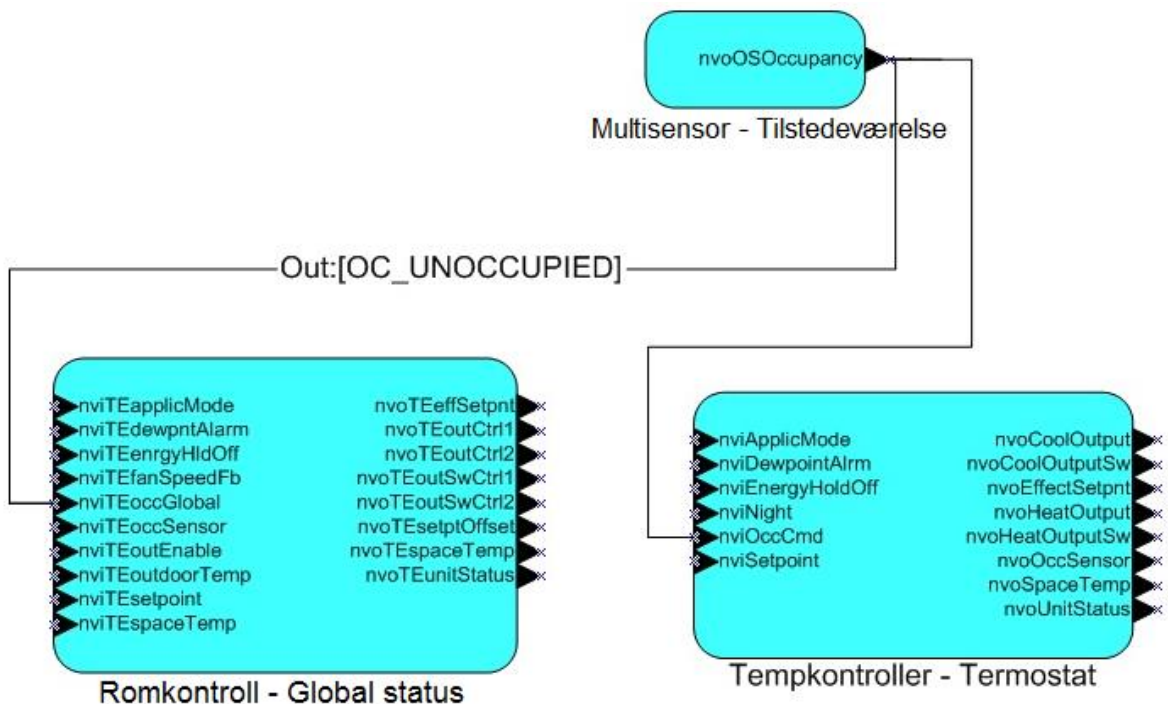 nvoOSOccupancy
Multisensor - Tilstedeværelse
Out:[OC_UNOCCUPIED]
nviTEapplicMode
nviTEdewpntAlarm
nviTEenrgyHldOff
nviTEfanSpeedFb
nviTEoccGlobal
nviTEoccSensor
nviTEoutEnable
nviTEoutdoorTemp
nviTEsetpoint
nviTEspaceTemp
nvoTEeffSetpnt
nvoTEoutCtrl1
nvoTEoutCtrl2
nvoTEoutSwCtrl1
nvoTEoutSwCtrl2
nvoTEsetptOffset
nvoTEspaceTemp
nvoTEunitStatus
Romkontroll - Global status
nviApplicMode
nviDewpointAlrm
nviEnergyHoldOff
nviNight
nviOccCmd
nviSetpoint
nvoCoolOutput
nvoCoolOutputSw
nvoEffectSetpnt
nvoHeatOutput
nvoHeatOutputSw
nvoOccSensor
nvoSpaceTemp
nvoUnitStatus
Tempkontroller - Termostat